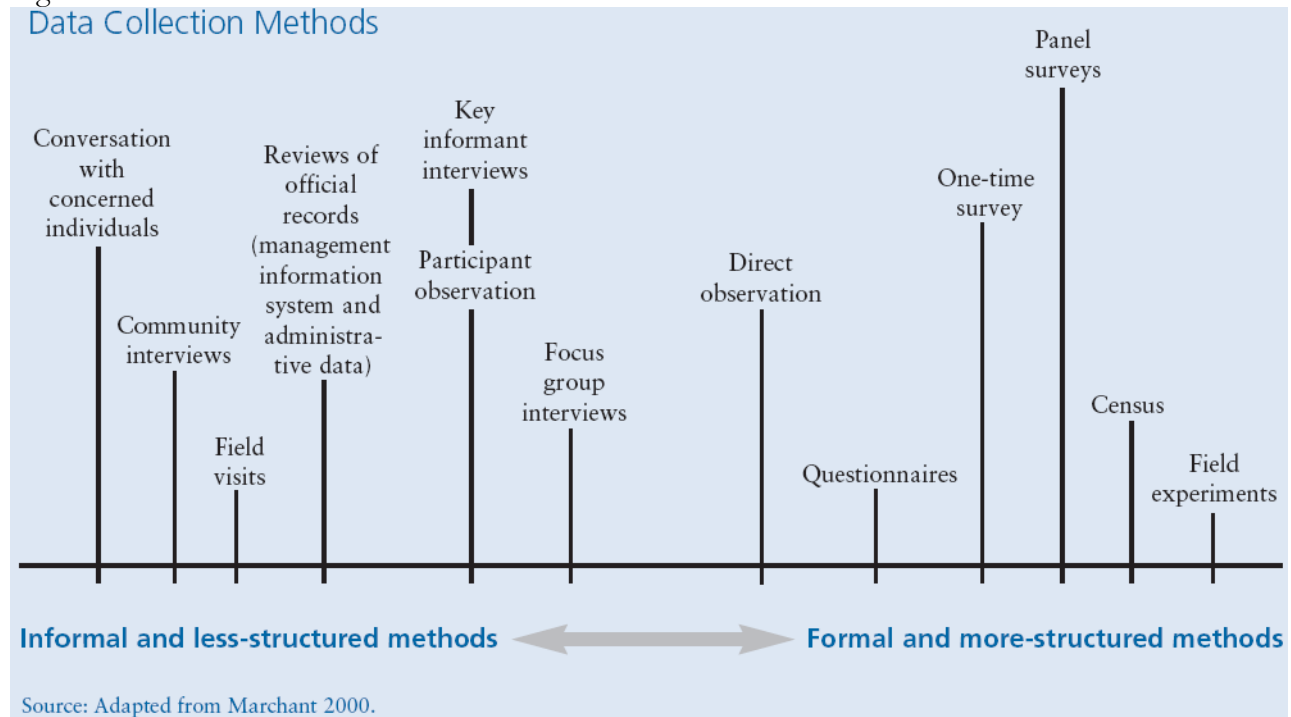 Data Collection Methods
Conversation
with
concerned
individuals
Community
interviews
Field
visits
Reviews of
official
records
(management
information
system and
administra-
tive data)
Key
informant
interviews
Participant
observation
Focus
group
interviews
Direct
observation
Questionnaires
One-time
survey
Panel
surveys
Census
Field
experiments
Informal and less-structured methods
Formal and more-structured methods
Source: Adapted from Marchant 2000.